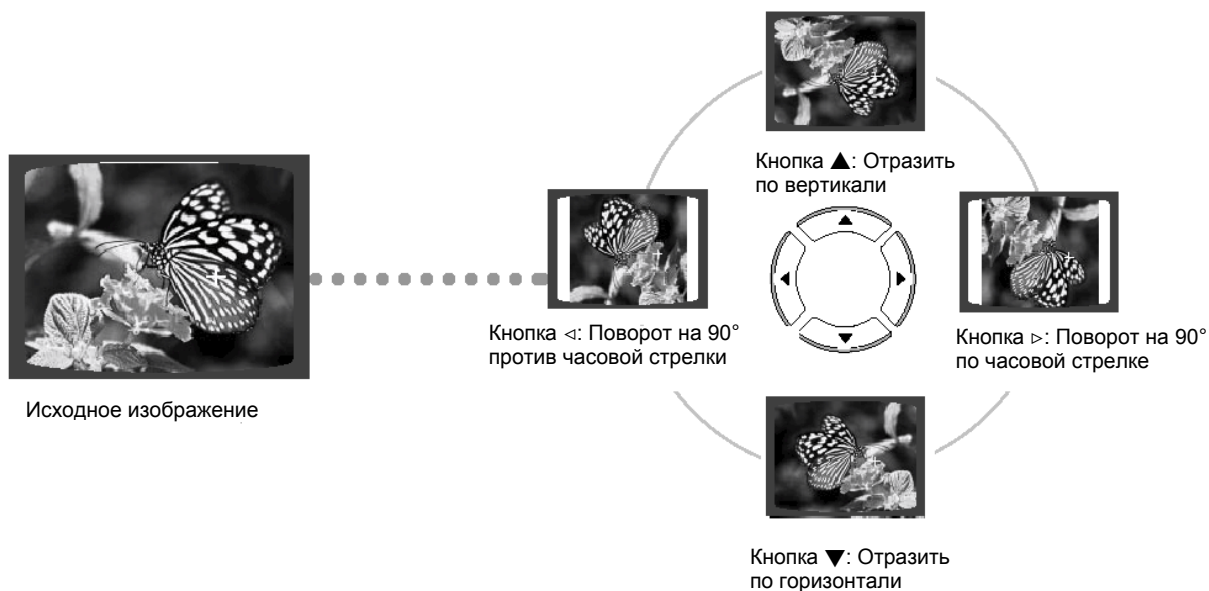 Кнопка ▲: Отразить
по вертикали
Кнопка ◅: Поворот на 90°
против часовой стрелки
Кнопка ▻: Поворот на 90°
по часовой стрелке
Исходное изображение
Кнопка ▼: Отразить
по горизонтали